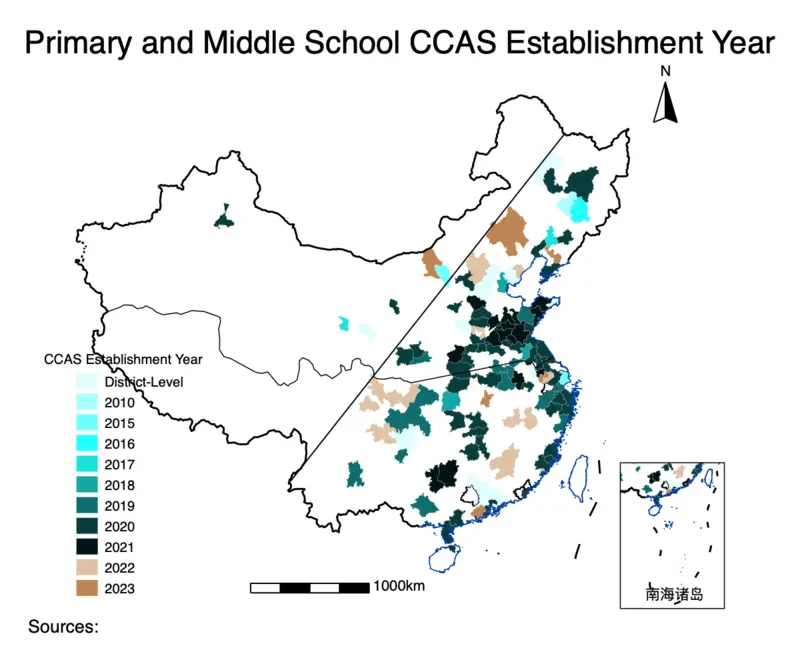 Primary and Middle School CCAS Establishment Year
N
CCAS Establishment Year
District-Level
2010
2015
2016
2017
2018
2019
2020
2021
2022
2023
1000km
南海诸岛
Sources: